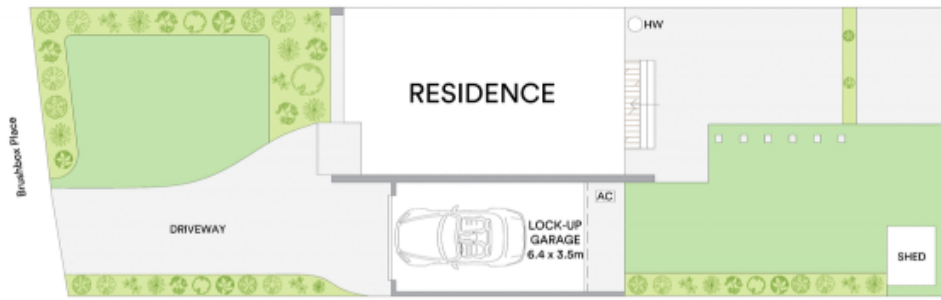 HW
RESIDENCE
Brushbox Place
AC
DRIVEWAY
LOCK-UP
GARAGE
6.4 x 3.5m
SHED